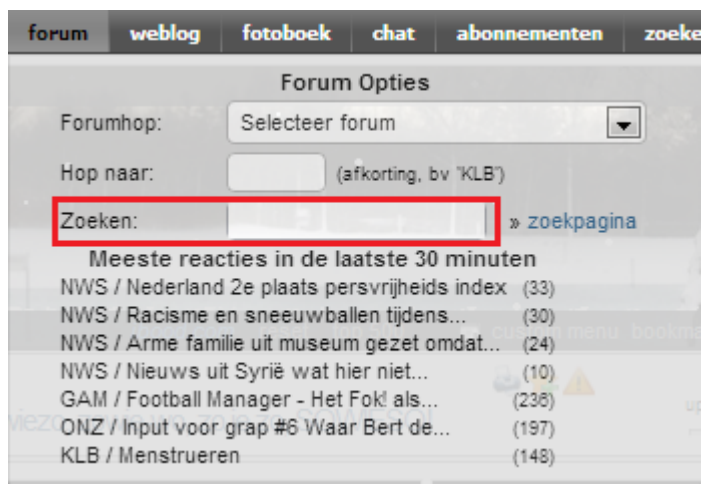 forum weblog fotoboek chat abonnementen zoeke
Forum Opties
Forumhop: Selecteer forum
Hop naar: (afkorting, bv 'KLB')
Zoeken: » zoekpagina
Meeste reacties in de laatste 30 minuten
NWS / Nederland 2e plaats persvrijheids index (33)
NWS / Racisme en sneeuwballen tijdens... (30)
NWS / Arme familie uit museum gezet omdat... (24)
custom menu
NWS / Nieuws uit Syrië wat hier niet... (10)
GAM / Football Manager - Het Fok! als... (236)
ONZ / Input voor grap #6 Waar Bert de... (197)
KLB / Menstrueren (148)